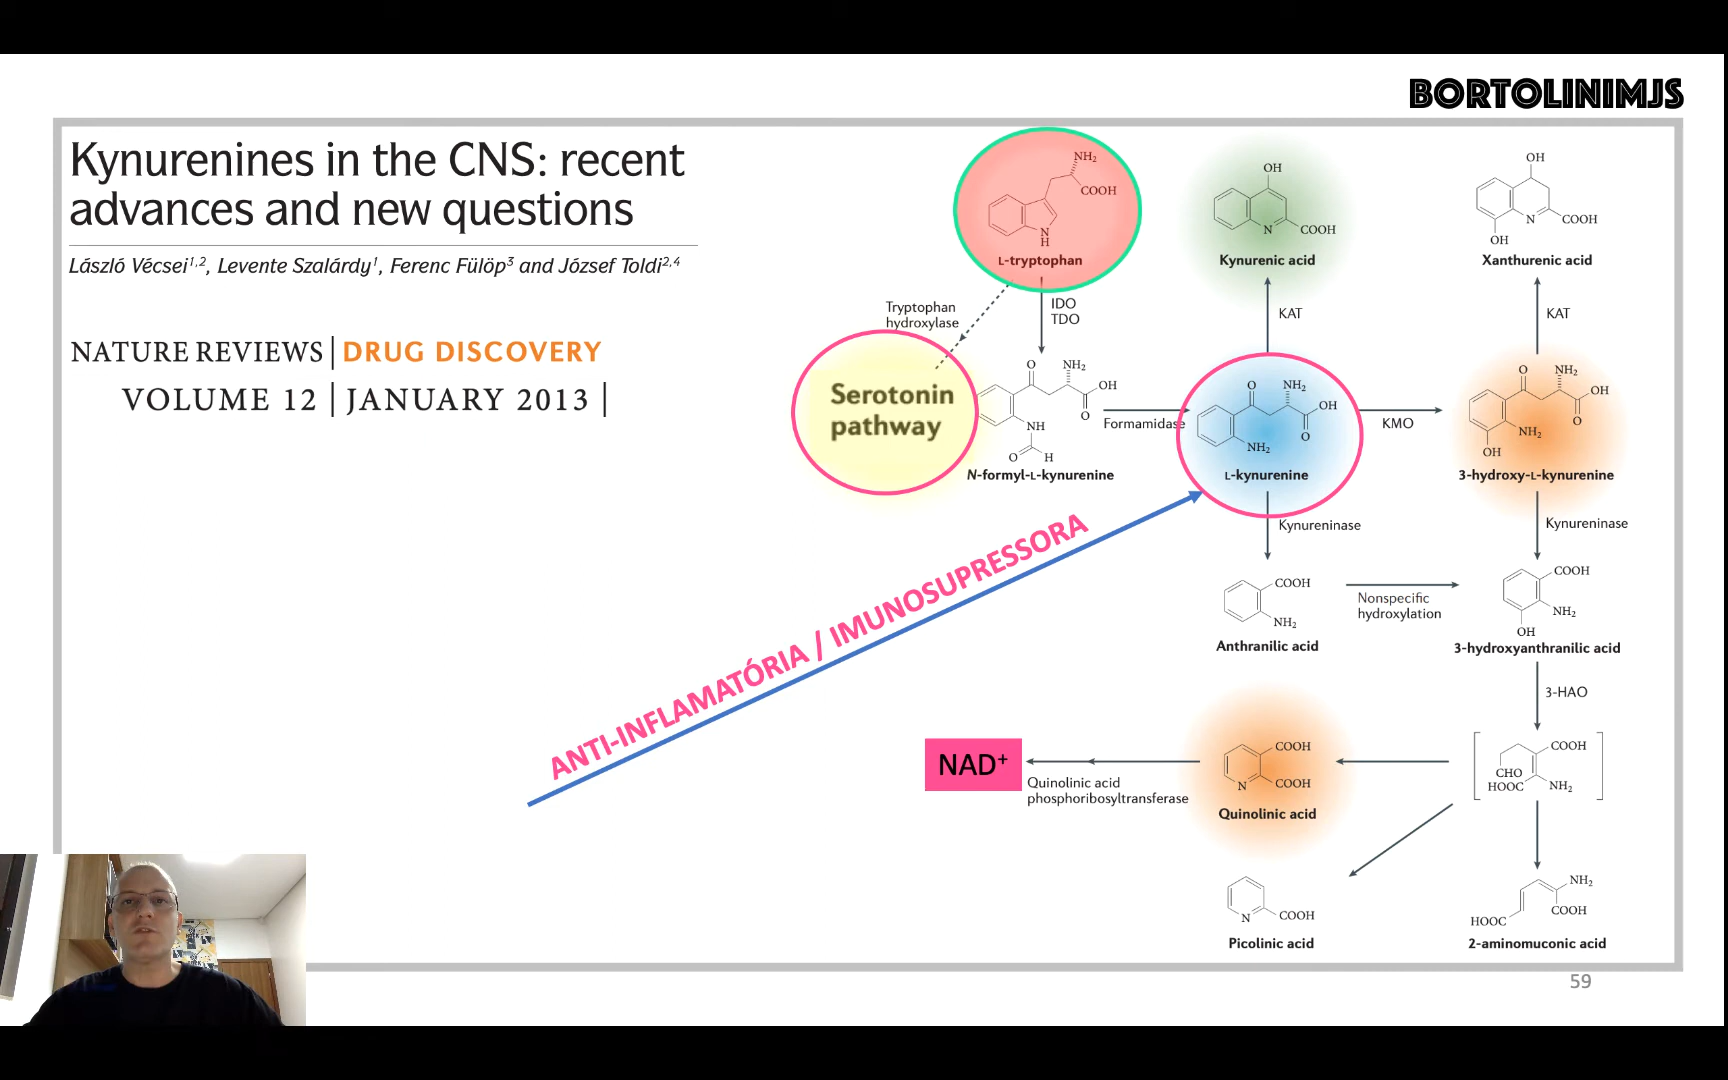 BORTOLINIMJS
Kynurenines in the CNS: recent
advances and new questions
László Vécsei1,2, Levente Szalárdy1, Ferenc Fülöp3 and József Toldi2,4
NATURE REVIEWS | DRUG DISCOVERY
VOLUME 12 | JANUARY 2013 |
NH2
COOH
N
H
L-tryptophan
OH
N
COOH
Kynurenic acid
OH
N
COOH
OH
Xanthurenic acid
Tryptophan
hydroxylase
IDO
TDO
KAT
KAT
Serotonin
pathway
O
NH2
OH
O
NH
O
H
N-formyl-L-kynurenine
Formamidase
O
NH2
OH
O
NH2
L-kynurenine
KMO
O
NH2
OH
O
NH2
OH
3-hydroxy-L-kynurenine
Kynureninase
Kynureninase
ANTI-INFLAMATÓRIA / IMUNOSUPRESSORA
COOH
NH2
Anthranilic acid
Nonspecific
hydroxylation
COOH
NH2
OH
3-hydroxyanthranilic acid
3-HAO
NAD+
Quinolinic acid
phosphoribosyltransferase
COOH
COOH
N
Quinolinic acid
COOH
CHO
HOOC
NH2
N
COOH
Picolinic acid
NH2
COOH
HOOC
2-aminomuconic acid
59